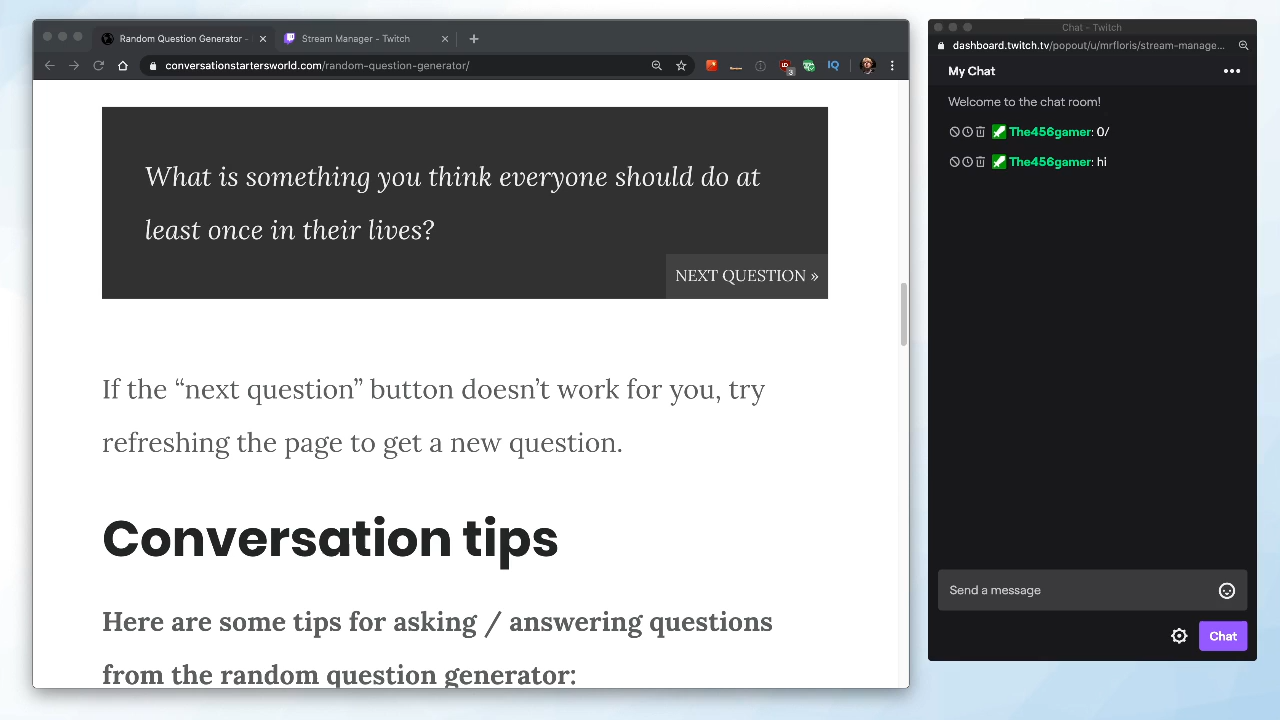 Random Question Generator -
Stream Manager - Twitch
conversationstartersworld.com/random-question-generator/
3
IQ
What is something you think everyone should do at
least once in their lives?
NEXT QUESTION »
If the “next question” button doesn’t work for you, try
refreshing the page to get a new question.
Conversation tips
Here are some tips for asking / answering questions
from the random question generator:
Chat - Twitch
dashboard.twitch.tv/popout/u/mrfloris/stream-manage...
My Chat
Welcome to the chat room!
The456gamer: 0/
The456gamer: hi
Send a message
Chat